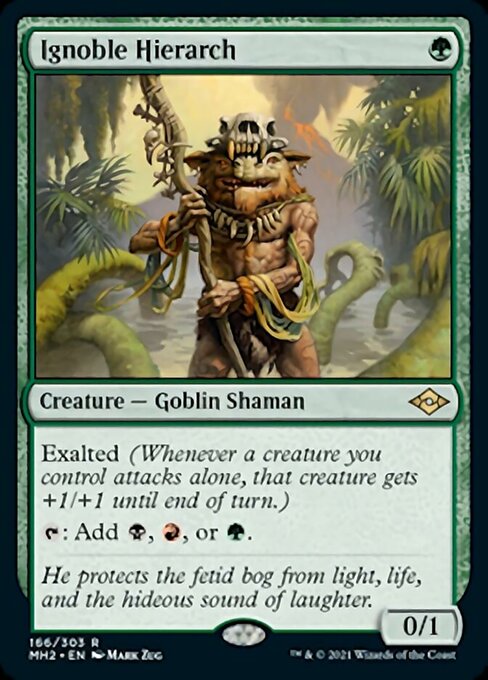 Ignoble Hierarch
Creature — Goblin Shaman
Exalted (Whenever a creature you
control attacks alone, that creature gets
+1/+1 until end of turn.)
: Add , , or .
He protects the fetid bog from light, life,
and the hideous sound of laughter.
0/1
166/303 R
MH2 • EN Mark Zug
™ & © 2021 Wizards of the Coast